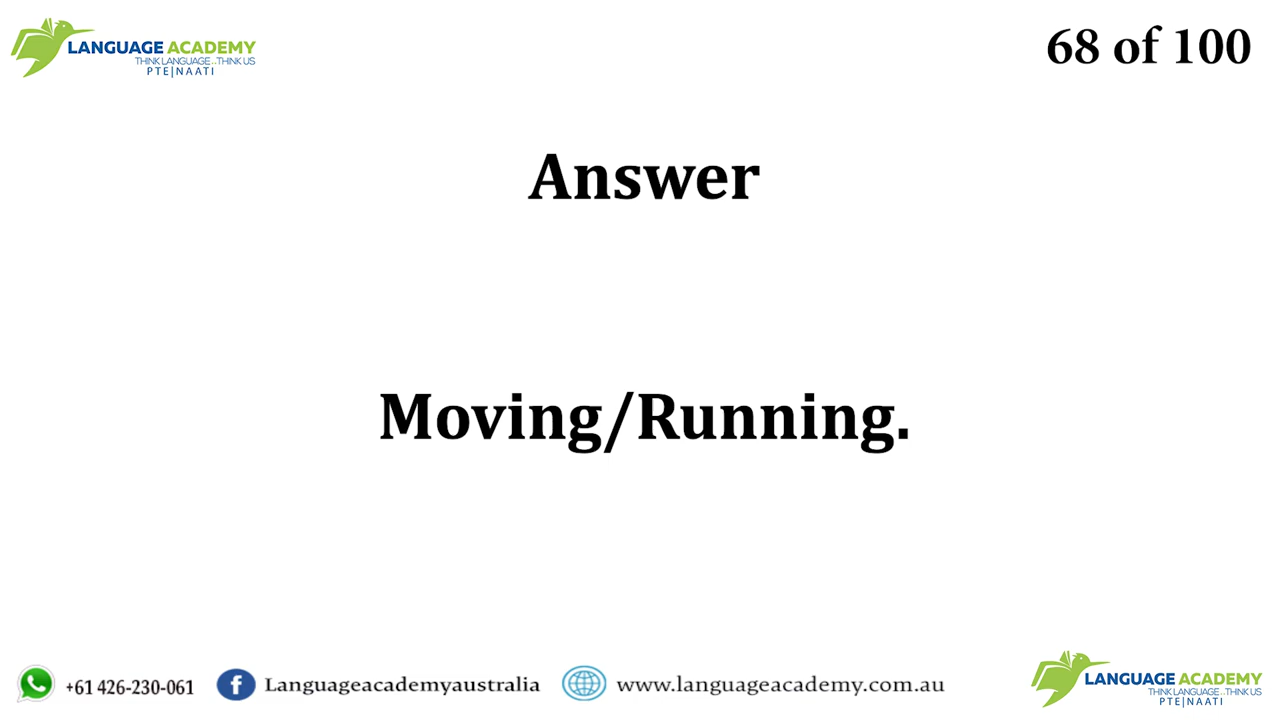 LANGUAGE ACADEMY
THINK LANGUAGE..THINK US
PTE|NAATI
68 of 100
Answer
Moving/Running.
+61 426-230-061
Languageacademyaustralia
www.languageacademy.com.au
LANGUAGE ACADEMY
THINK LANGUAGE..THINK US
PTE|NAATI